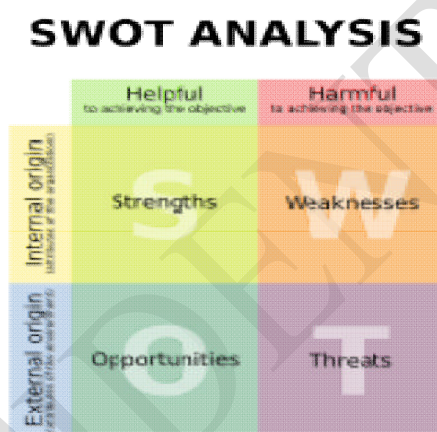 SWOT ANALYSIS
Helpful
to achieving the objective
Harmful
to achieving the objective
Internal origin
S
Strengths
W
Weaknesses
External origin
O
Opportunities
T
Threats